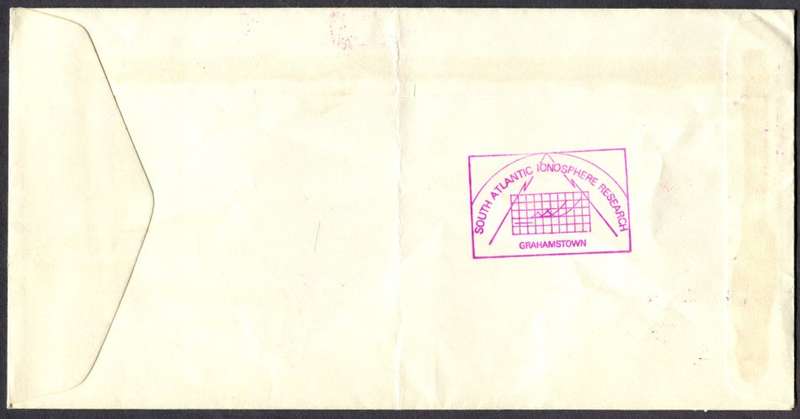 SOUTH ATLANTIC IONOSPHERE RESEARCH
GRAHAMSTOWN